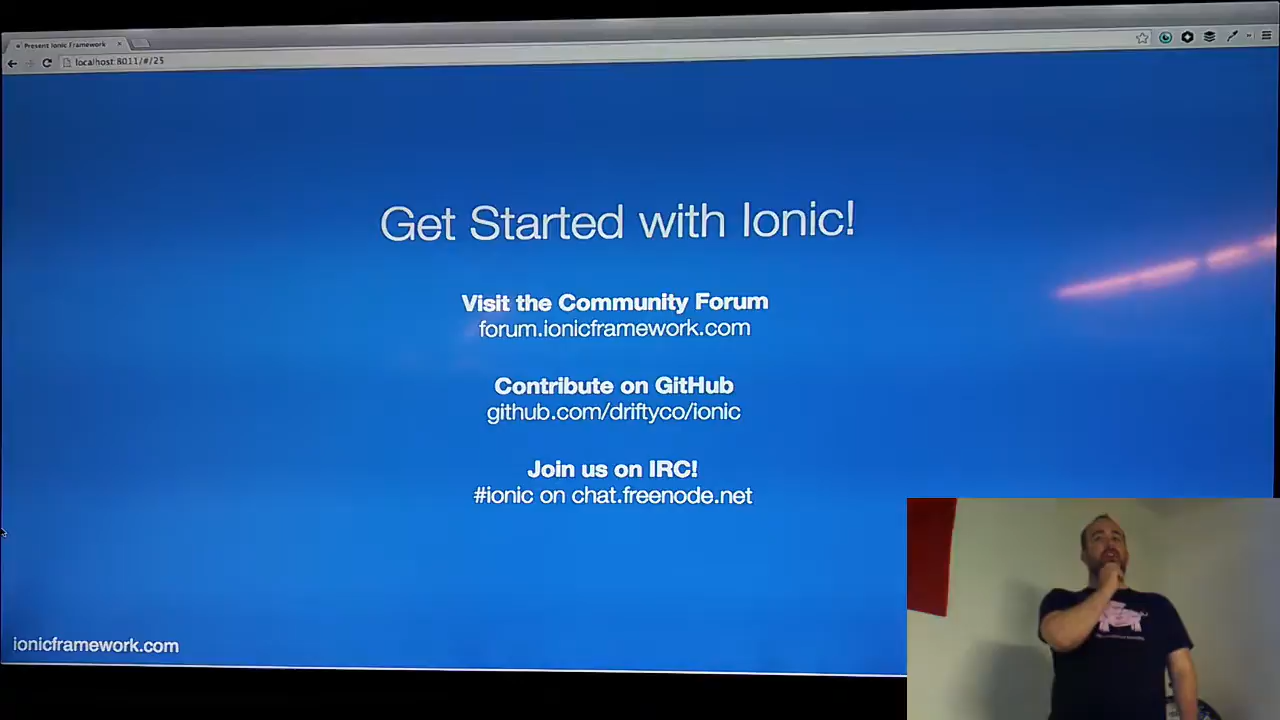 Present Ionic Framework
localhost:8011/#/25
Get Started with Ionic!
Visit the Community Forum
forum.ionicframework.com
Contribute on GitHub
github.com/driftyco/ionic
Join us on IRC!
#ionic on chat.freenode.net
ionicframework.com